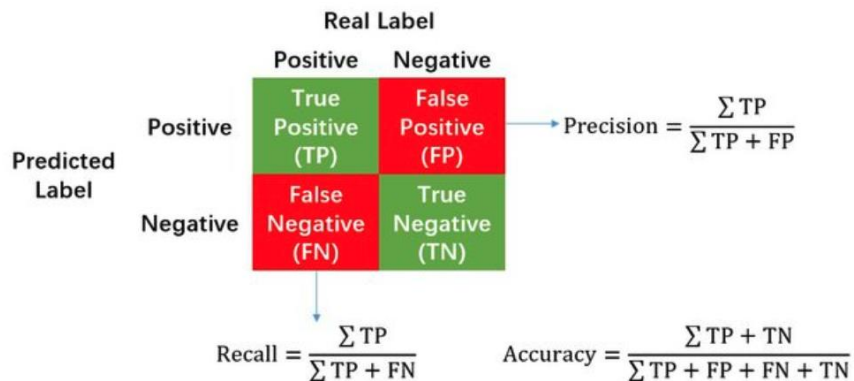 Real Label
Positive Negative
Predicted Label
Positive
True Positive (TP)
False Positive (FP)
Precision = ∑ TP / ∑ TP + FP
Negative
False Negative (FN)
True Negative (TN)
Recall = ∑ TP / ∑ TP + FN
Accuracy = ∑ TP + TN / ∑ TP + FP + FN + TN